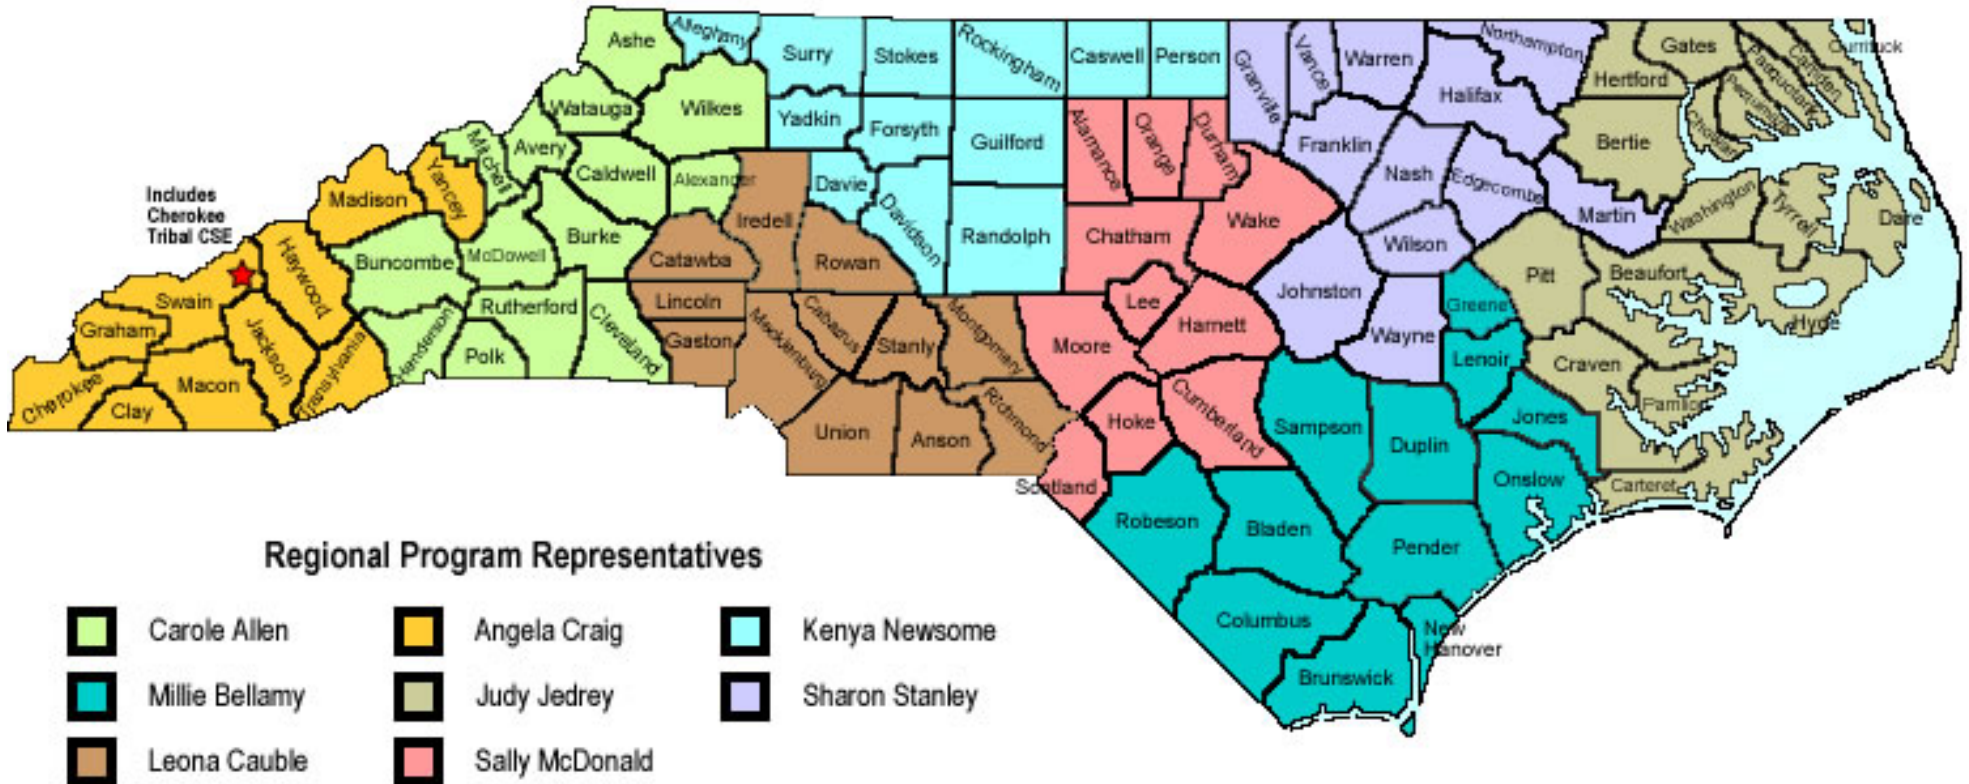 Ashe
Alleghany
Surry
Stokes
Rockingham
Caswell
Person
Granville
Vance
Warren
Northampton
Hertford
Gates
Currituck
Camden
Pasquotank
Perquimans
Chowan
Watauga
Wilkes
Yadkin
Forsyth
Guilford
Alamance
Orange
Durham
Franklin
Halifax
Bertie
Mitchell
Avery
Caldwell
Alexander
Iredell
Davie
Davidson
Randolph
Chatham
Wake
Nash
Edgecombe
Martin
Washington
Tyrrell
Dare
Includes
Cherokee
Tribal CSE
Madison
Yancey
Haywood
Buncombe
McDowell
Burke
Catawba
Rowan
Wilson
Pitt
Beaufort
Hyde
Swain
Graham
Jackson
Transylvania
Henderson
Rutherford
Polk
Cleveland
Lincoln
Gaston
Mecklenburg
Cabarrus
Stanly
Montgomary
Moore
Lee
Harnett
Johnston
Wayne
Greene
Lenoir
Craven
Pamlico
Cherokee
Clay
Macon
Union
Anson
Richmond
Hoke
Cumberland
Sampson
Duplin
Jones
Onslow
Carteret
Scotland
Robeson
Bladen
Pender
Columbus
Brunswick
New
Hanover
Regional Program Representatives
Carole Allen
Angela Craig
Kenya Newsome
Millie Bellamy
Judy Jedrey
Sharon Stanley
Leona Cauble
Sally McDonald